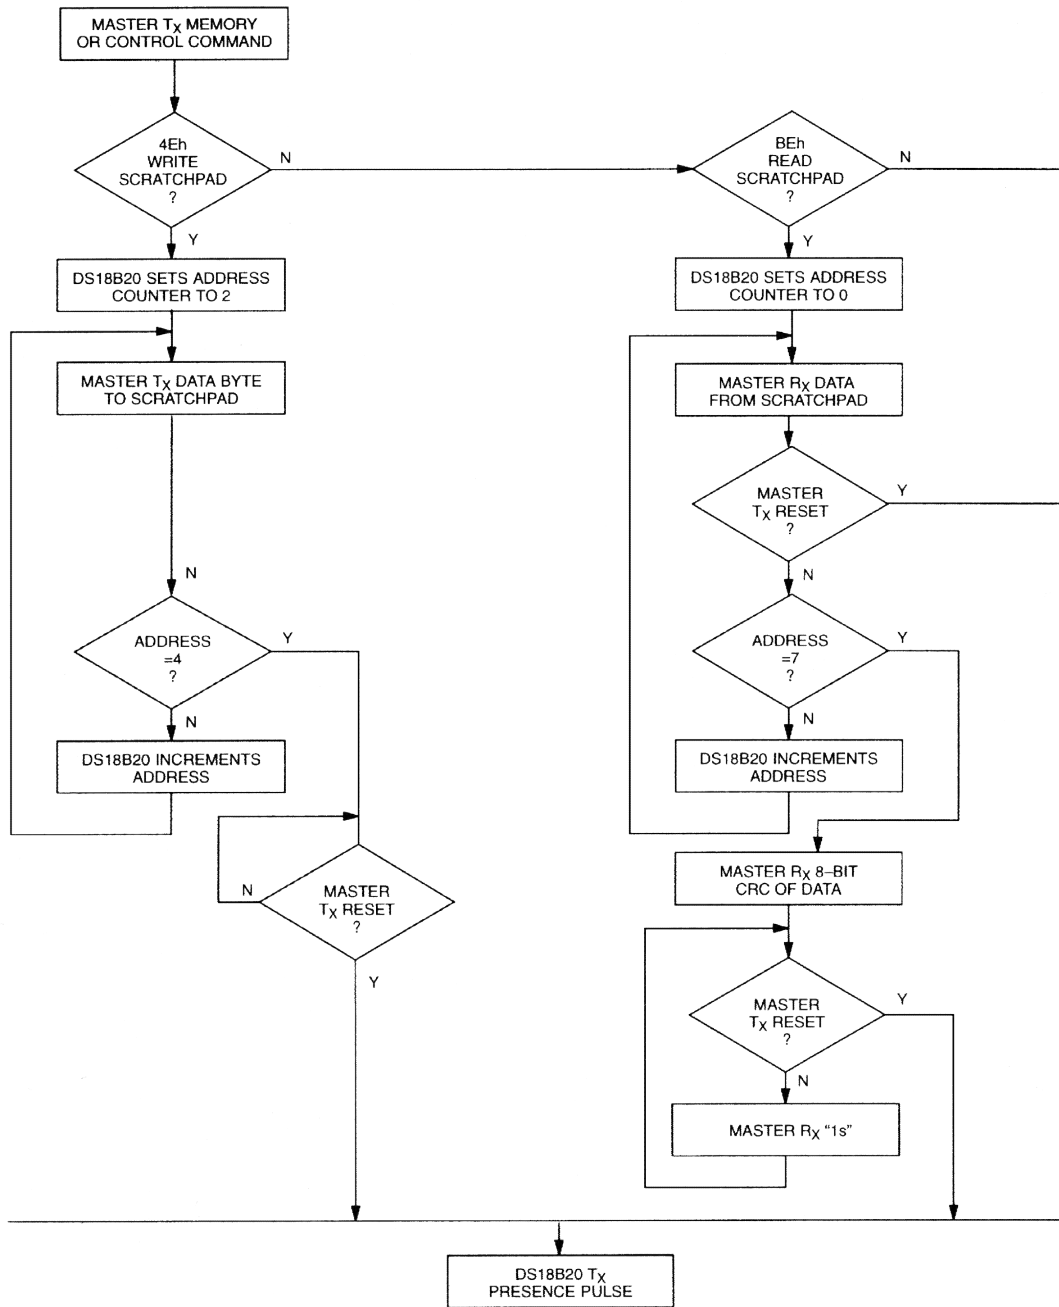 MASTER TX MEMORY
OR CONTROL COMMAND
4Eh
WRITE
SCRATCHPAD
?
N
Y
BEh
READ
SCRATCHPAD
?
N
Y
DS18B20 SETS ADDRESS
COUNTER TO 2
DS18B20 SETS ADDRESS
COUNTER TO 0
MASTER TX DATA BYTE
TO SCRATCHPAD
MASTER RX DATA
FROM SCRATCHPAD
MASTER
TX RESET
?
Y
N
N
ADDRESS
=4
?
Y
N
ADDRESS
=7
?
Y
N
DS18B20 INCREMENTS
ADDRESS
DS18B20 INCREMENTS
ADDRESS
MASTER
TX RESET
?
N
Y
MASTER RX 8–BIT
CRC OF DATA
MASTER
TX RESET
?
Y
N
MASTER RX “1s”
DS18B20 TX
PRESENCE PULSE